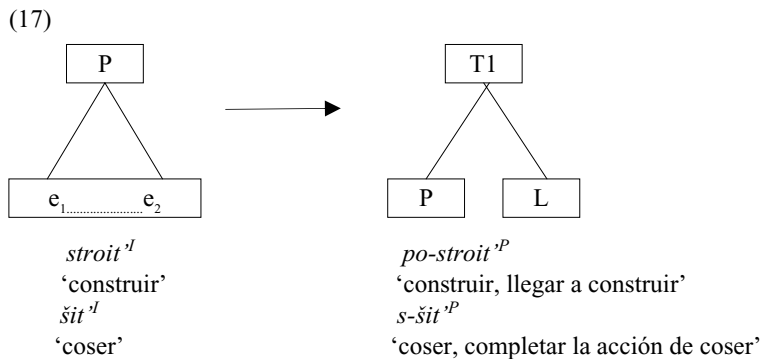 (17)
P T1
e1......................e2 P L
stroit’I po-stroit’P
‘construir’ ‘construir, llegar a construir’
šit’I s-šit’P
‘coser’ ‘coser, completar la acción de coser’